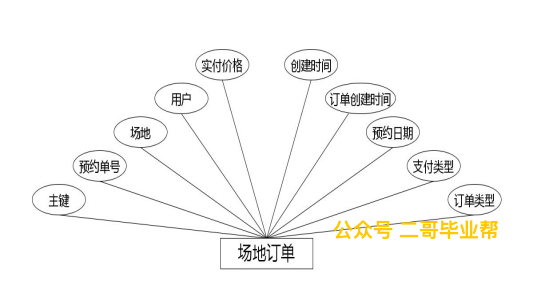 实付价格
创建时间
用户
订单创建时间
场地
预约日期
预约单号
支付类型
主键
订单类型
公众号 二哥毕业帮
场地订单